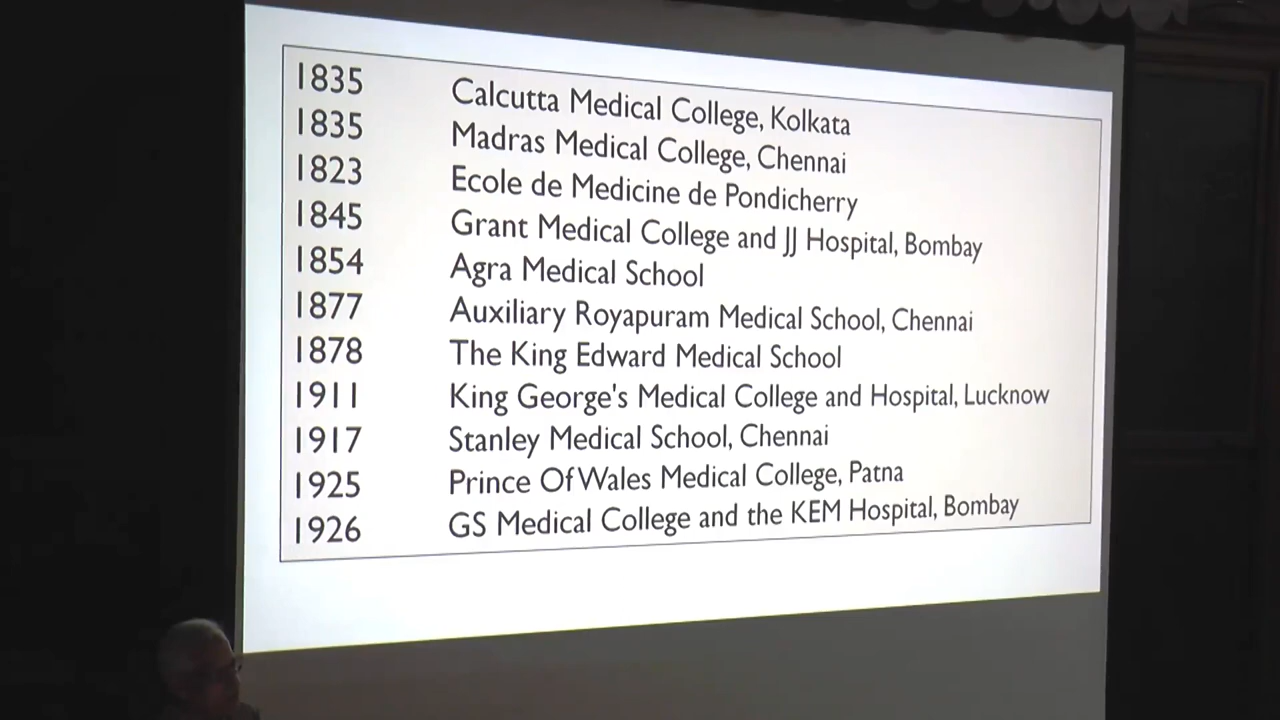 1835 Calcutta Medical College, Kolkata
1835 Madras Medical College, Chennai
1823 Ecole de Medicine de Pondicherry
1845 Grant Medical College and JJ Hospital, Bombay
1854 Agra Medical School
1877 Auxiliary Royapuram Medical School, Chennai
1878 The King Edward Medical School
1911 King George's Medical College and Hospital, Lucknow
1917 Stanley Medical School, Chennai
1925 Prince Of Wales Medical College, Patna
1926 GS Medical College and the KEM Hospital, Bombay